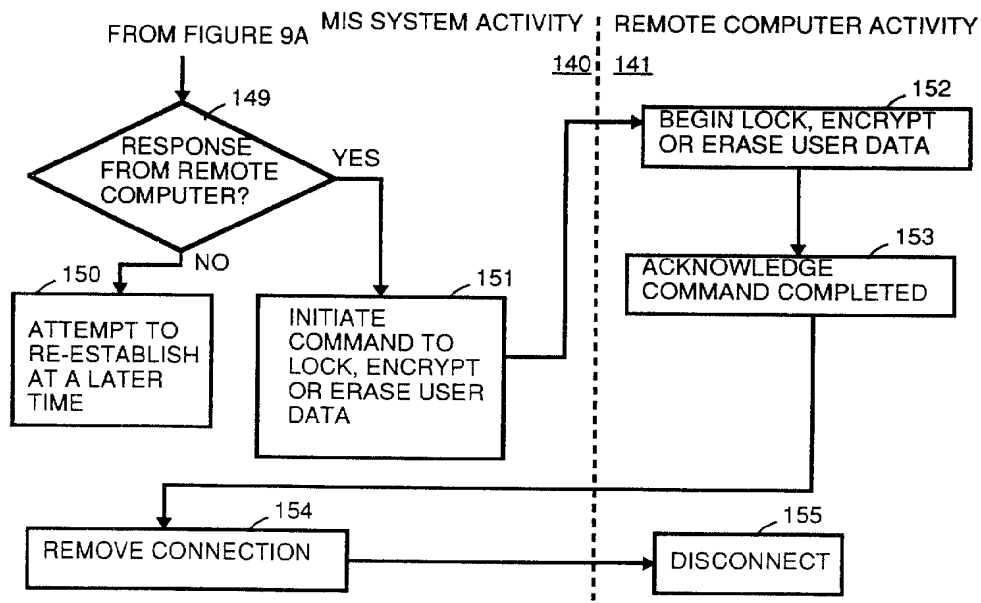 FROM FIGURE 9A
MIS SYSTEM ACTIVITY
REMOTE COMPUTER ACTIVITY
140
141
149
RESPONSE
FROM REMOTE
COMPUTER?
YES
NO
150
ATTEMPT TO
RE-ESTABLISH
AT A LATER
TIME
151
INITIATE
COMMAND TO
LOCK, ENCRYPT
OR ERASE USER
DATA
152
BEGIN LOCK, ENCRYPT
OR ERASE USER DATA
153
ACKNOWLEDGE
COMMAND COMPLETED
154
REMOVE CONNECTION
155
DISCONNECT